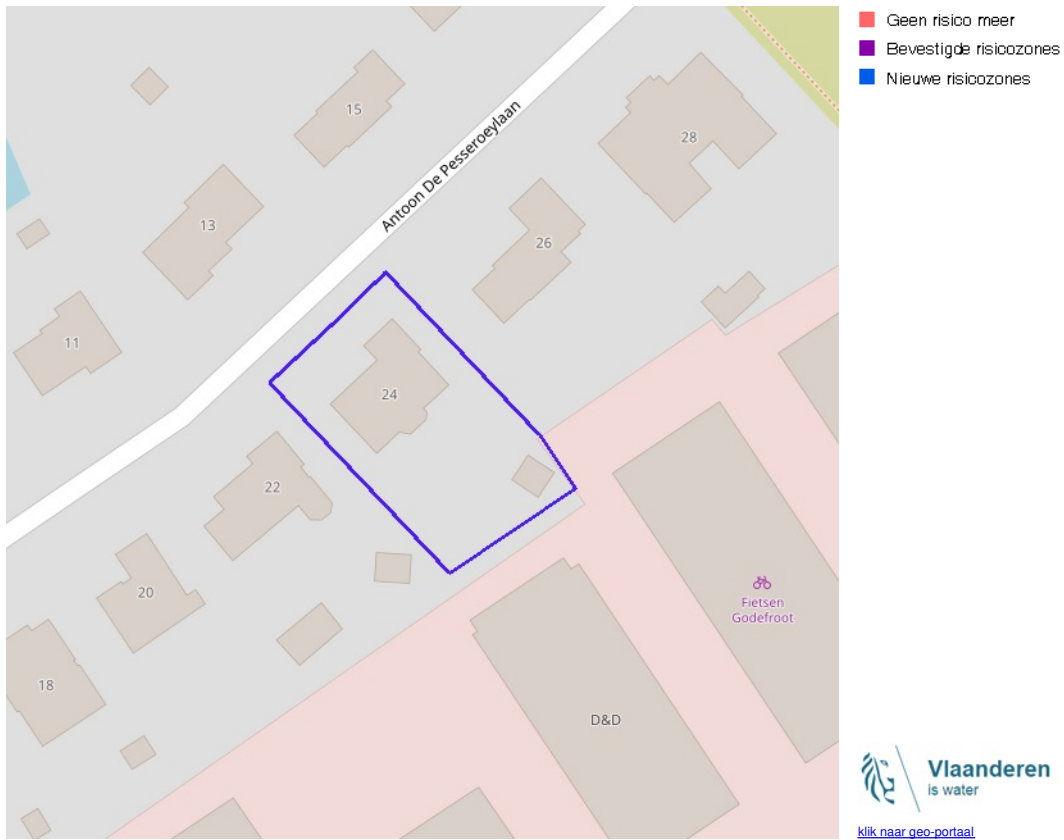 Geen risico meer
Bevestigde risicozones
Nieuwe risicozones
15
28
Antoon De Pesseroeylaan
13
26
11
24
22
Fietsen
Godefroot
20
18
D&D
Vlaanderen
is water
klik naar geo-portaal